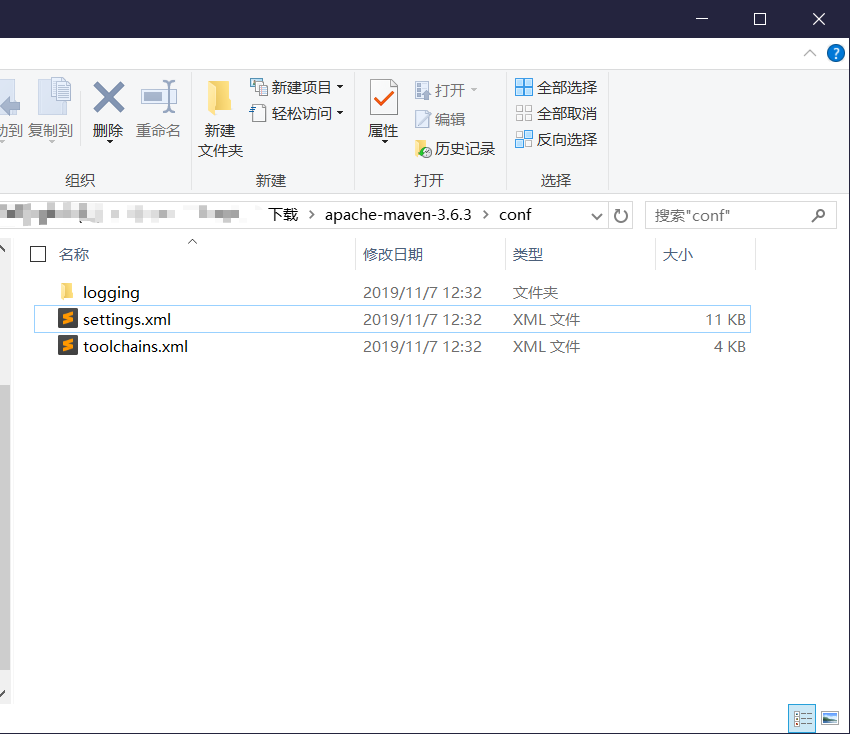 ?
新建项目
打开
全部选择
轻松访问
编辑
全部取消
动到 复制到 删除 重命名 新建 属性 历史记录 反向选择
文件夹
组织 新建 打开 选择
下载 apache-maven-3.6.3 conf 搜索"conf"
名称 修改日期 类型 大小
logging 2019/11/7 12:32 文件夹
settings.xml 2019/11/7 12:32 XML 文件 11 KB
toolchains.xml 2019/11/7 12:32 XML 文件 4 KB